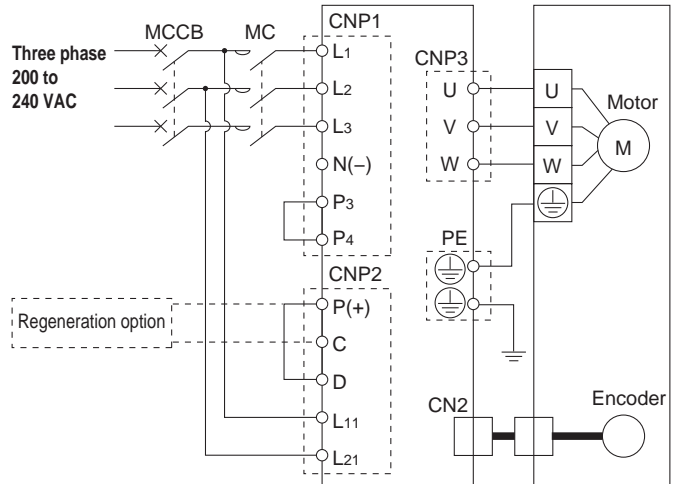 Three phase
200 to
240 VAC
MCCB
MC
CNP1
L1
L2
L3
N(−)
P3
P4
CNP2
P(+)
C
D
L11
L21
Regeneration option
CNP3
U
V
W
PE
CN2
U
V
W
Motor
M
Encoder